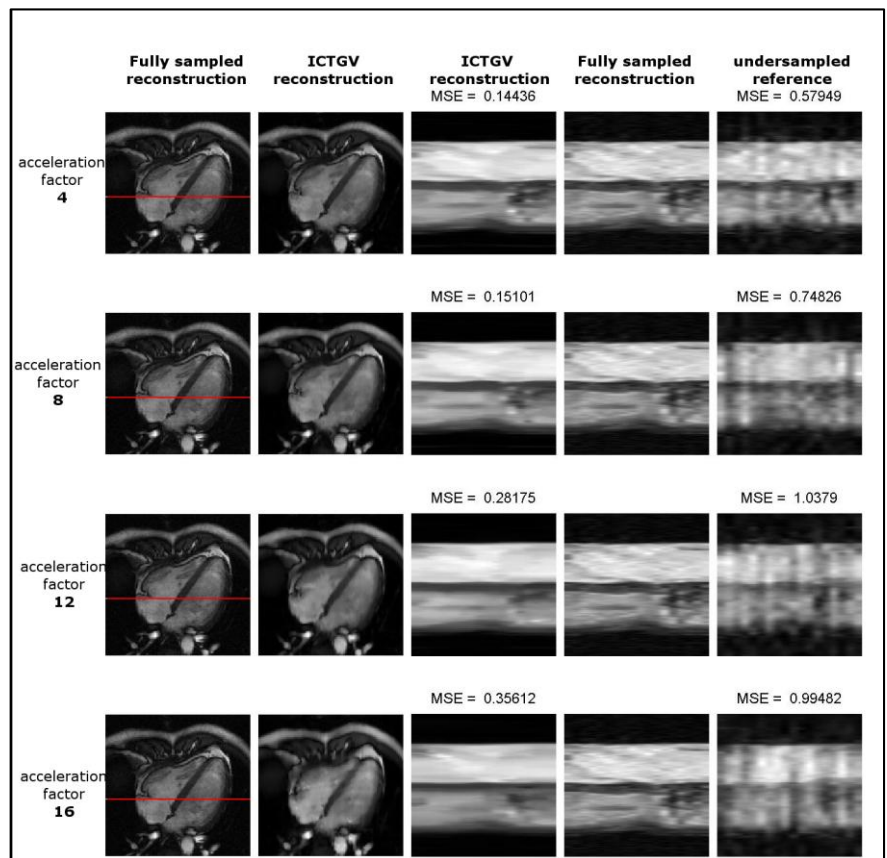 Fully sampled reconstruction
ICTGV reconstruction
ICTGV reconstruction
MSE = 0.14436
Fully sampled reconstruction
undersampled reference
MSE = 0.57949
acceleration
factor
4
MSE = 0.15101
MSE = 0.74826
acceleration
factor
8
MSE = 0.28175
MSE = 1.0379
acceleration
factor
12
MSE = 0.35612
MSE = 0.99482
acceleration
factor
16